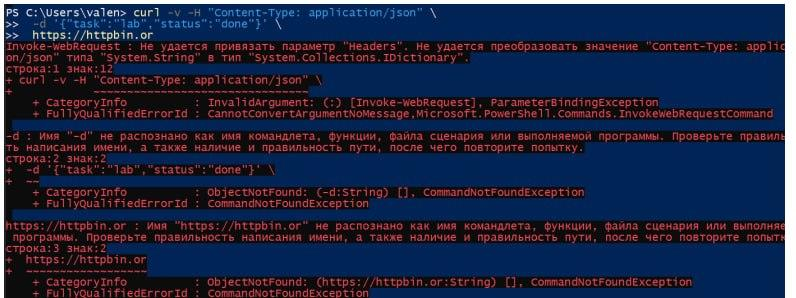 PS C:\Users\valen> curl -v -H "Content-Type: application/json" \
>>  -d '{"task":"lab","status":"done"}' \
>>  https://httpbin.or
Invoke-WebRequest : Не удается привязать параметр "Headers". Не удается преобразовать значение "Content-Type: applic
on/json" типа "System.String" в тип "System.Collections.IDictionary".
строка:1 знак:12
+ curl -v -H "Content-Type: application/json" \
+            ~~~~~~~~~~~~~~~~~~~~~~~~~~~~~~~~
    + CategoryInfo          : InvalidArgument: (:) [Invoke-WebRequest], ParameterBindingException
    + FullyQualifiedErrorId : CannotConvertArgumentNoMessage,Microsoft.PowerShell.Commands.InvokeWebRequestCommand
-d : Имя "-d" не распознано как имя командлета, функции, файла сценария или выполняемой программы. Проверьте правиль
ть написания имени, а также наличие и правильность пути, после чего повторите попытку.
строка:2 знак:2
+  -d '{"task":"lab","status":"done"}' \
+  ~~
    + CategoryInfo          : ObjectNotFound: (-d:String) [], CommandNotFoundException
    + FullyQualifiedErrorId : CommandNotFoundException
https://httpbin.or : Имя "https://httpbin.or" не распознано как имя командлета, функции, файла сценария или выполняе
 программы. Проверьте правильность написания имени, а также наличие и правильность пути, после чего повторите попытк
строка:3 знак:2
+  https://httpbin.or
+  ~~~~~~~~~~~~~~~~~~
    + CategoryInfo          : ObjectNotFound: (https://httpbin.or:String) [], CommandNotFoundException
    + FullyQualifiedErrorId : CommandNotFoundException